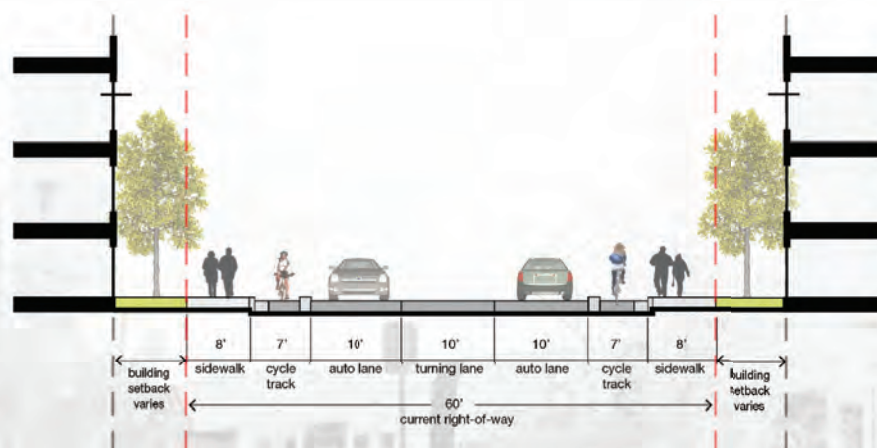 8' 7' 10' 10' 10' 7' 8'
sidewalk cycle track auto lane turning lane auto lane cycle track sidewalk
building setback varies
building setback varies
60'
current right-of-way